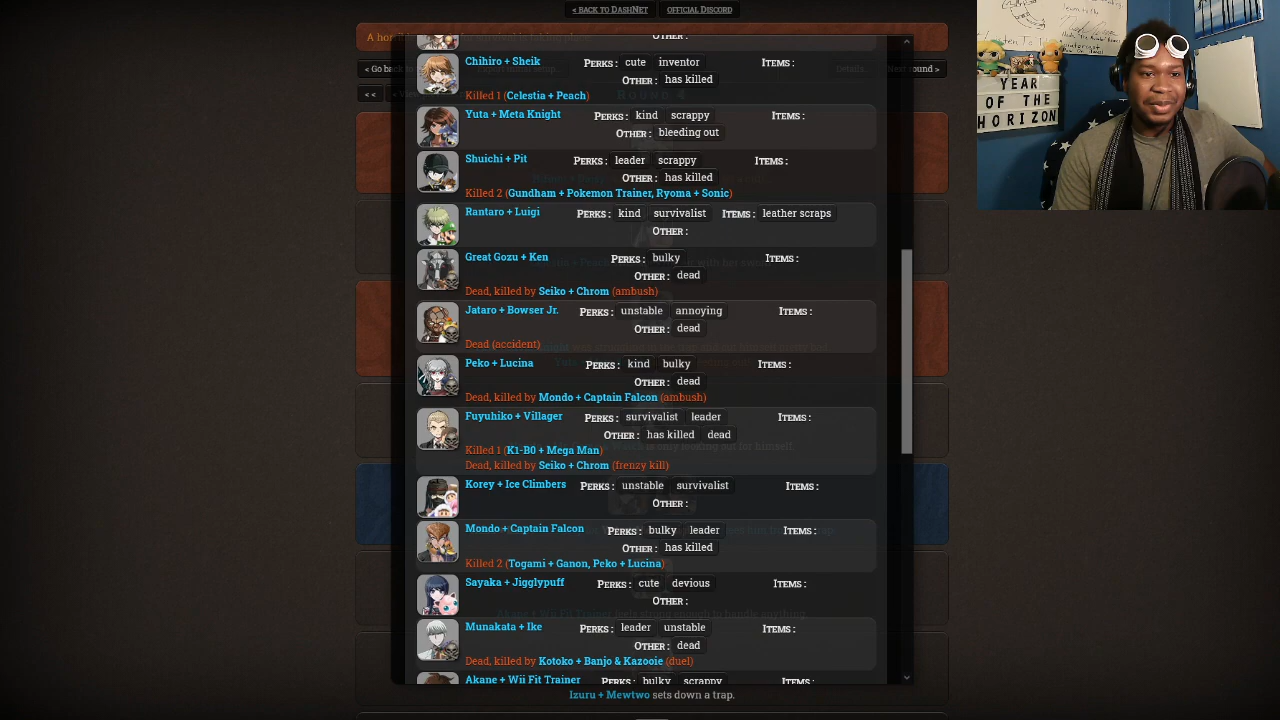 < BACK TO DASHNET OFFICIAL DISCORD
OTHER :
Chihiro + Sheik PERKS : cute inventor ITEMS :
OTHER : has killed
Killed 1 (Celestia + Peach)
Yuta + Meta Knight PERKS : kind scrappy ITEMS :
OTHER : bleeding out
Shuichi + Pit PERKS : leader scrappy ITEMS :
OTHER : has killed
Killed 2 (Gundham + Pokemon Trainer, Ryoma + Sonic)
Rantaro + Luigi PERKS : kind survivalist ITEMS : leather scraps
OTHER :
Great Gozu + Ken PERKS : bulky ITEMS :
OTHER : dead
Dead, killed by Seiko + Chrom (ambush)
Jataro + Bowser Jr. PERKS : unstable annoying ITEMS :
OTHER : dead
Dead (accident)
Peko + Lucina PERKS : kind bulky ITEMS :
OTHER : dead
Dead, killed by Mondo + Captain Falcon (ambush)
Fuyuhiko + Villager PERKS : survivalist leader ITEMS :
OTHER : has killed dead
Killed 1 (K1-B0 + Mega Man)
Dead, killed by Seiko + Chrom (frenzy kill)
Korey + Ice Climbers PERKS : unstable survivalist ITEMS :
OTHER :
Mondo + Captain Falcon PERKS : bulky leader ITEMS :
OTHER : has killed
Killed 2 (Togami + Ganon, Peko + Lucina)
Sayaka + Jigglypuff PERKS : cute devious ITEMS :
OTHER :
Munakata + Ike PERKS : leader unstable ITEMS :
OTHER : dead
Dead, killed by Kotoko + Banjo & Kazooie (duel)
Akane + Wii Fit Trainer PERKS : bulky scrappy ITEMS :
Izuru + Mewtwo sets down a trap.
YEAR
OF THE
HORIZON